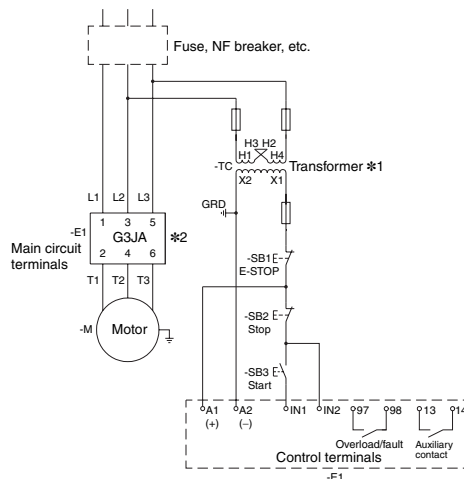 Fuse, NF breaker, etc.
H3 H2
H1 H4
-TC
Transformer *1
X2 X1
L1 L2 L3
GRD
1 3 5
-E1
G3JA
*2
Main circuit
terminals
2 4 6
T1 T2 T3
-SB1
E-STOP
-M
Motor
-SB2
Stop
-SB3
Start
A1 A2 IN1 IN2 97 98 13 14
(+) (−)
Overload/fault
Auxiliary
contact
Control terminals
-E1